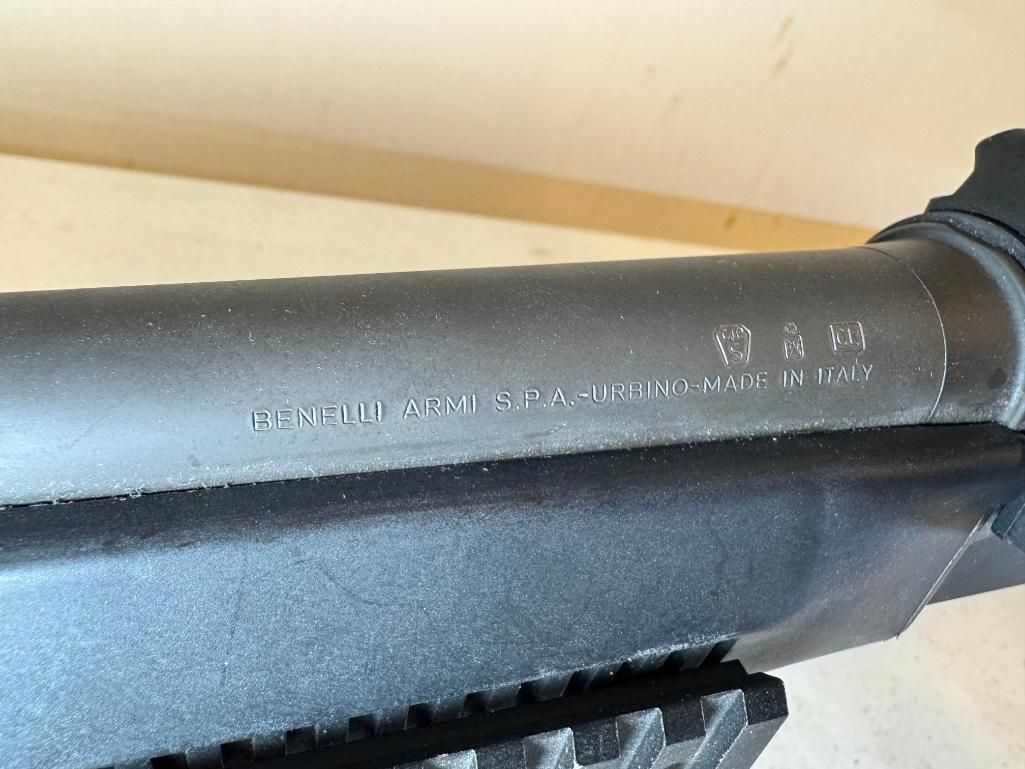 S
C.I.
BENELLI ARMI S.P.A.-URBINO-MADE IN ITALY